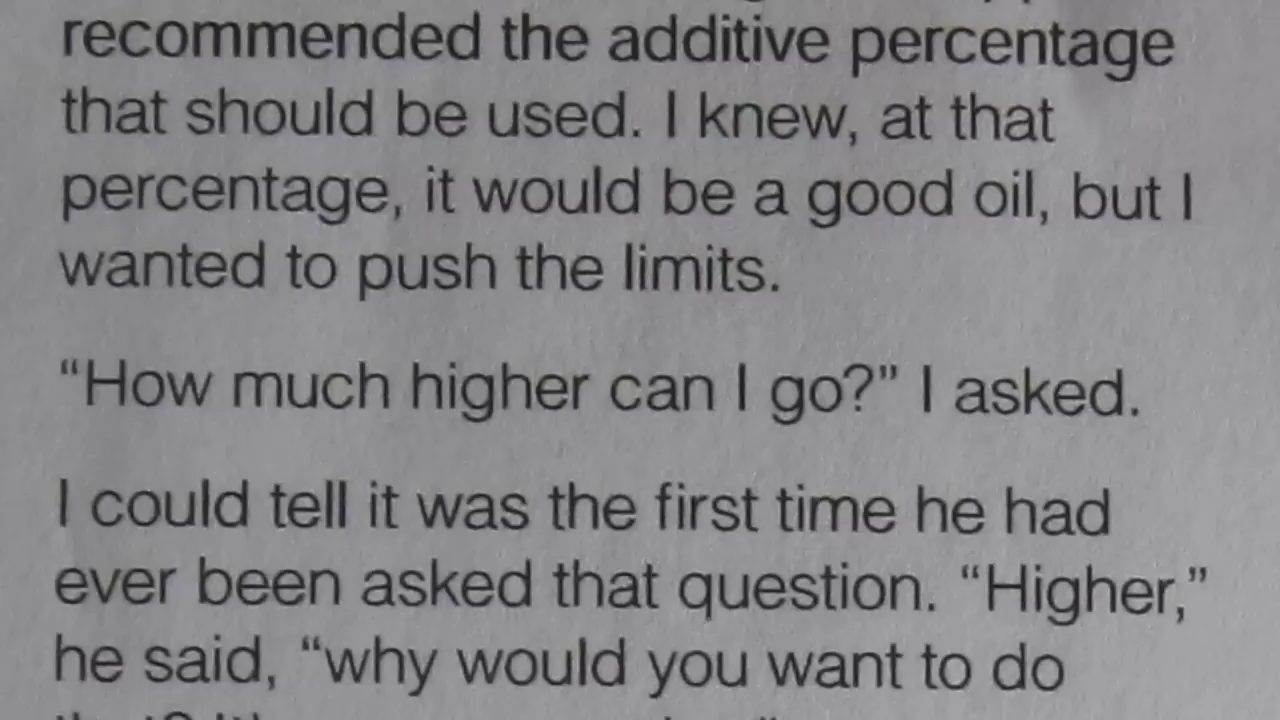 recommended the additive percentage
that should be used. I knew, at that
percentage, it would be a good oil, but I
wanted to push the limits.
“How much higher can I go?” I asked.
I could tell it was the first time he had
ever been asked that question. “Higher,”
he said, “why would you want to do